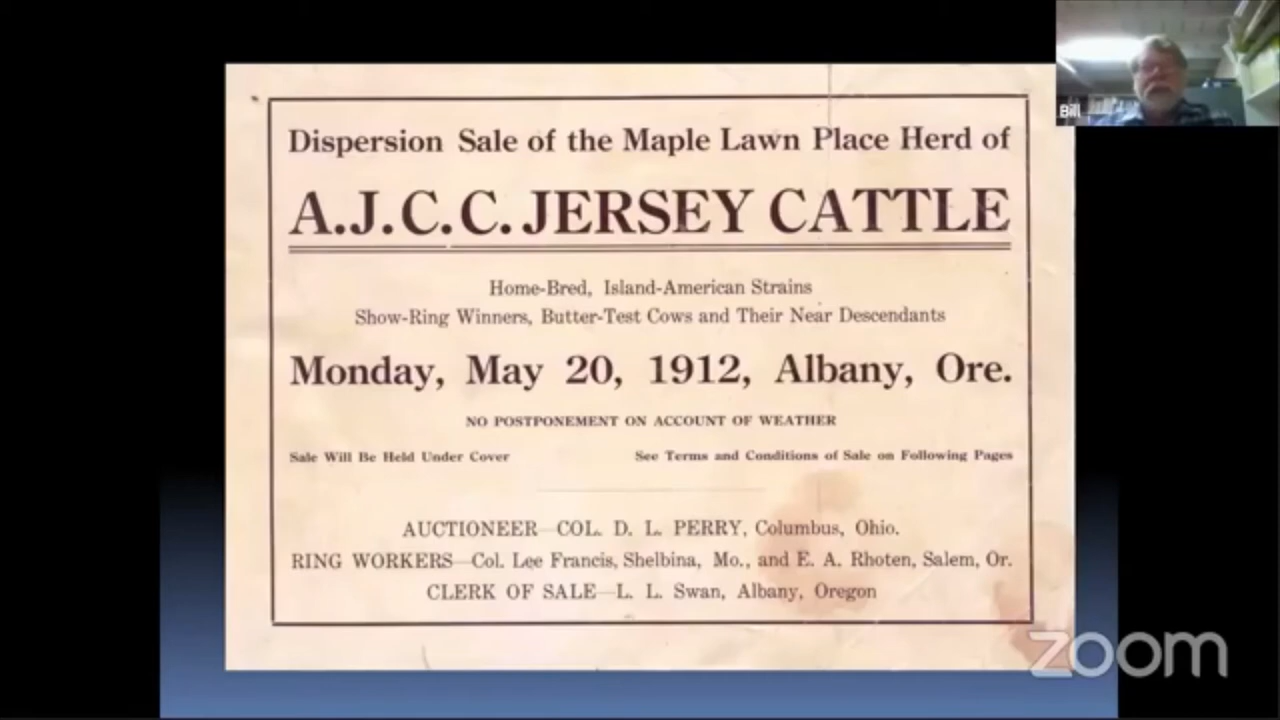 Bill
Dispersion Sale of the Maple Lawn Place Herd of
A.J.C.C. JERSEY CATTLE
Home-Bred, Island-American Strains
Show-Ring Winners, Butter-Test Cows and Their Near Descendants
Monday, May 20, 1912, Albany, Ore.
NO POSTPONEMENT ON ACCOUNT OF WEATHER
Sale Will Be Held Under Cover See Terms and Conditions of Sale on Following Pages
AUCTIONEER—COL. D. L. PERRY, Columbus, Ohio.
RING WORKERS—Col. Lee Francis, Shelbina, Mo., and E. A. Rhoten, Salem, Or.
CLERK OF SALE—L. L. Swan, Albany, Oregon
zoom